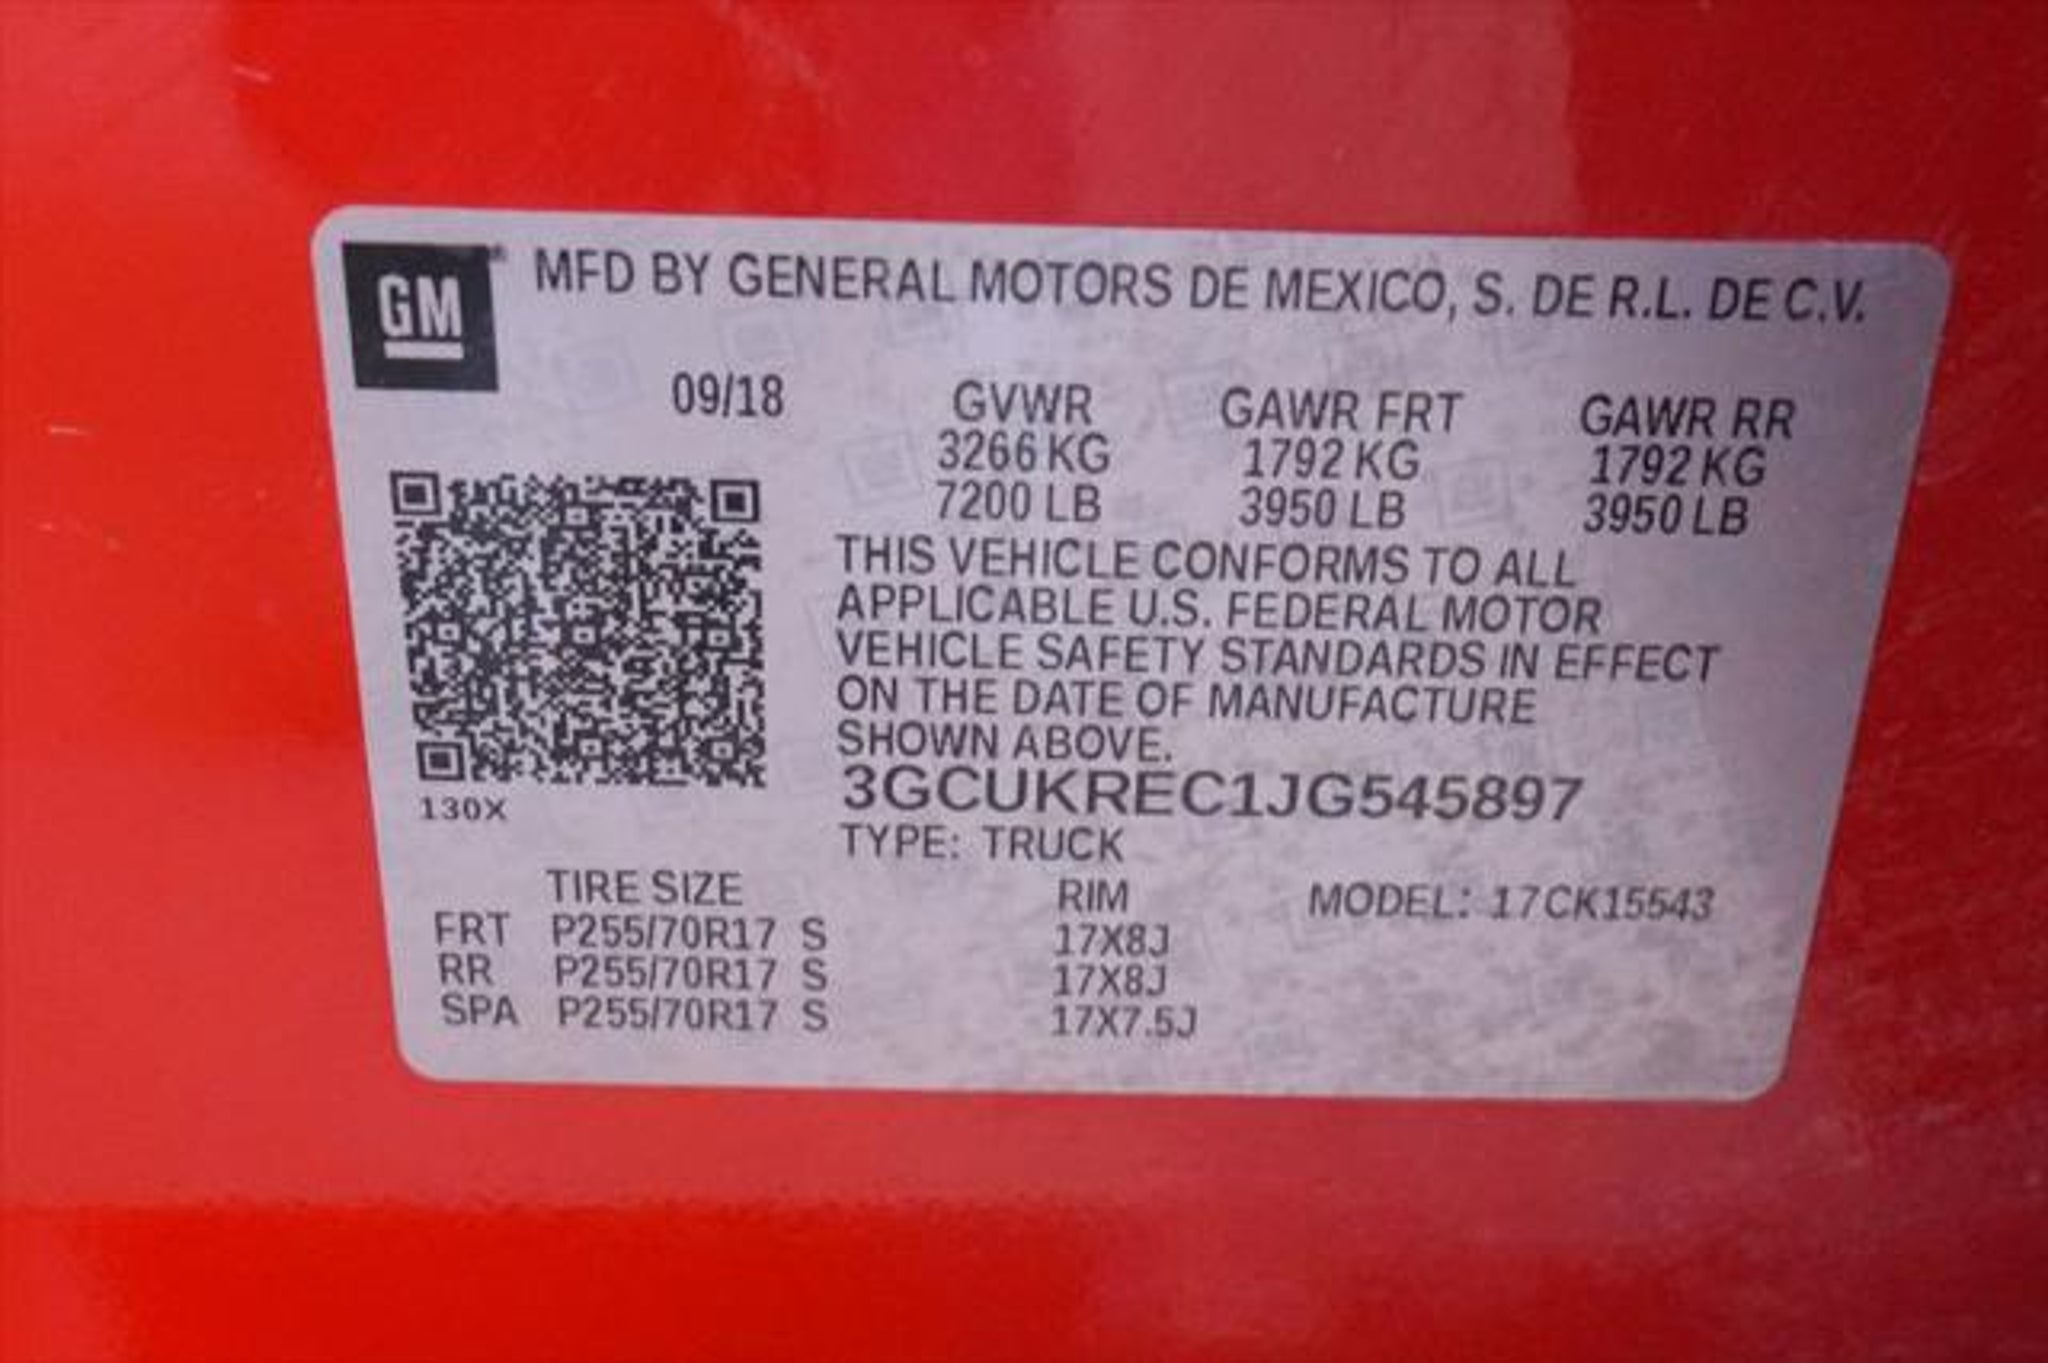 GM MFD BY GENERAL MOTORS DE MEXICO, S. DE R.L. DE C.V.
09/18 GVWR GAWR FRT GAWR RR
3266 KG 1792 KG 1792 KG
7200 LB 3950 LB 3950 LB
THIS VEHICLE CONFORMS TO ALL
APPLICABLE U.S. FEDERAL MOTOR
VEHICLE SAFETY STANDARDS IN EFFECT
ON THE DATE OF MANUFACTURE
SHOWN ABOVE.
3GCUKREC1JG545897
130X
TYPE: TRUCK
TIRE SIZE RIM MODEL: 17CK15543
FRT P255/70R17 S 17X8J
RR P255/70R17 S 17X8J
SPA P255/70R17 S 17X7.5J